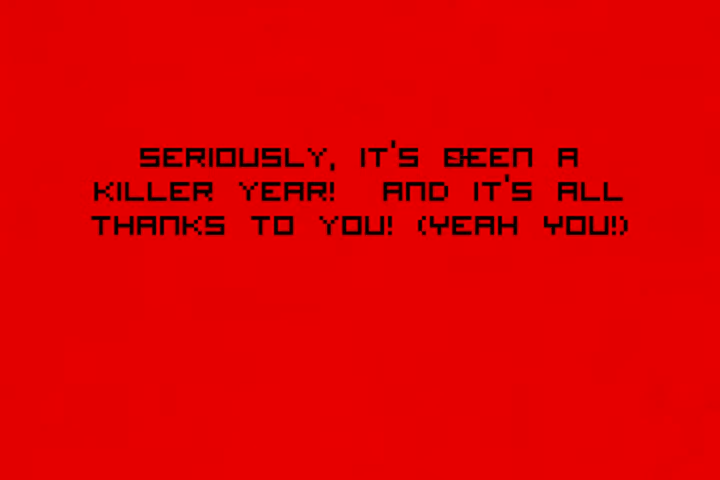 SERIOUSLY, IT'S BEEN A
KILLER YEAR!  AND IT'S ALL
THANKS TO YOU! (YEAH YOU!)